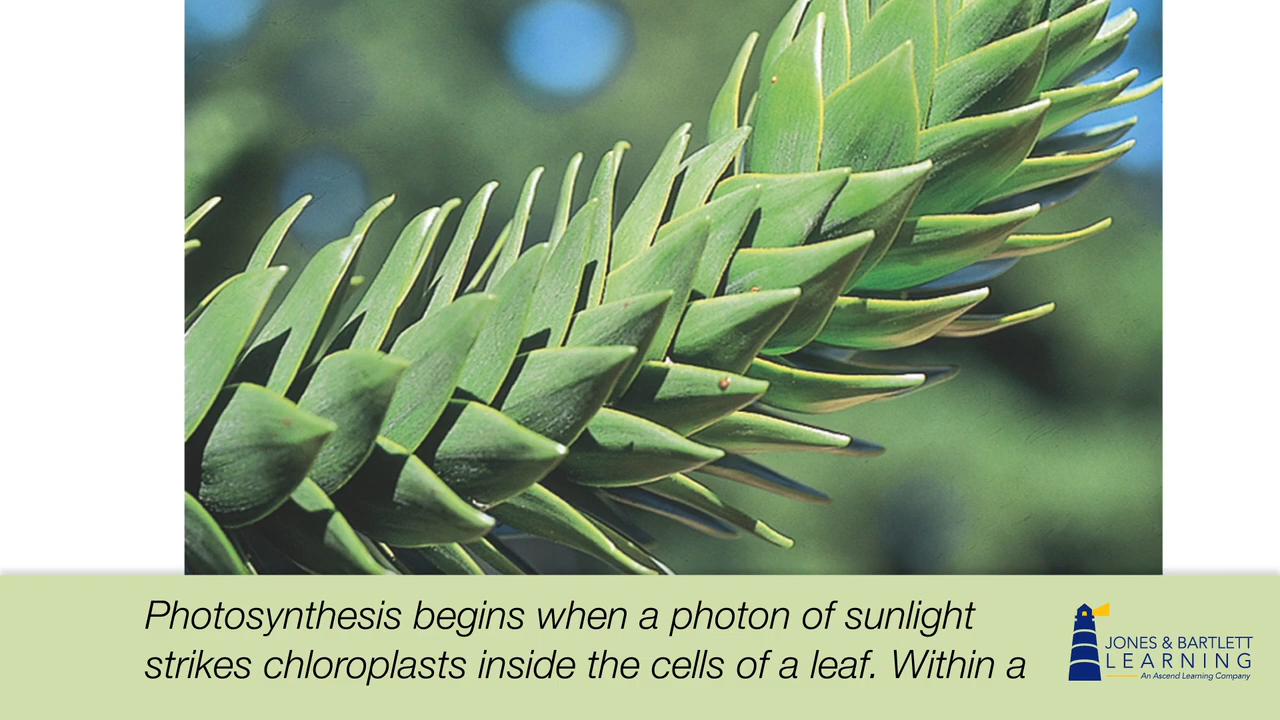 Photosynthesis begins when a photon of sunlight
strikes chloroplasts inside the cells of a leaf. Within a
JONES & BARTLETT
LEARNING
An Ascend Learning Company